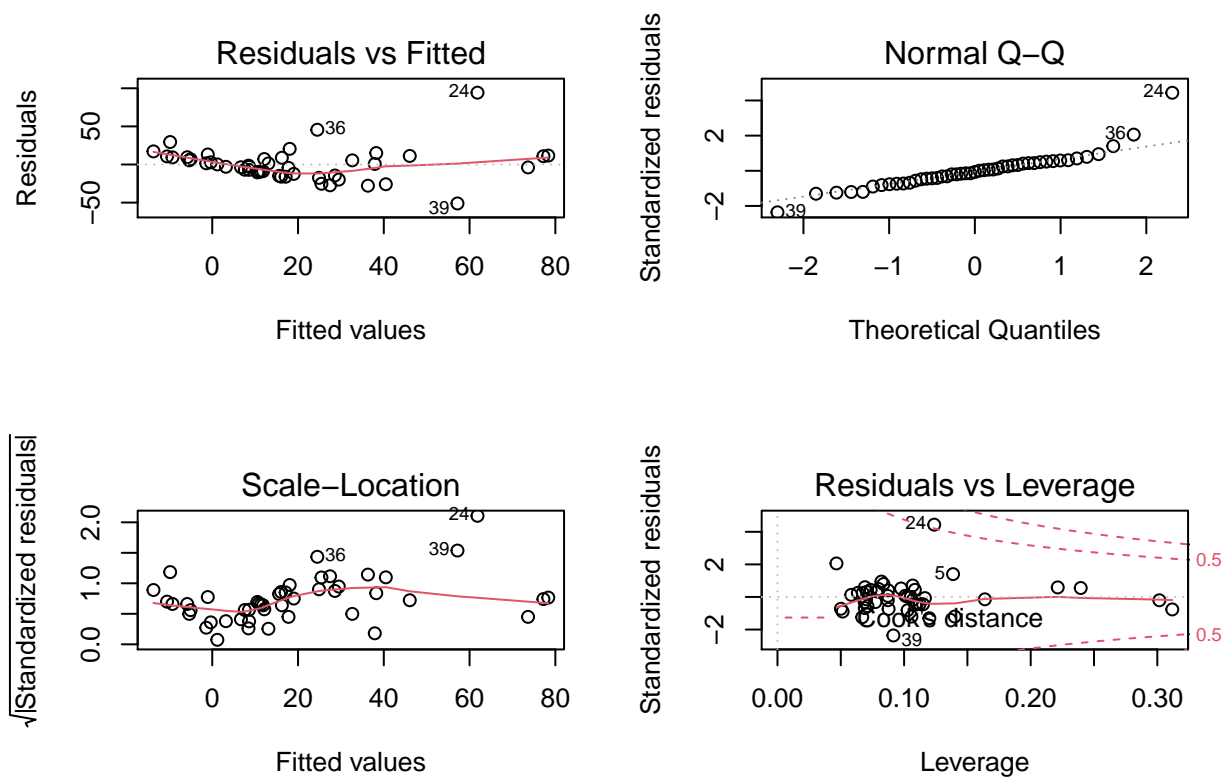 Residuals vs Fitted
Residuals
50
−50
24
36
39
0 20 40 60 80
Fitted values
Normal Q−Q
Standardized residuals
2
−2
24
36
39
−2 −1 0 1 2
Theoretical Quantiles
Scale−Location
√|Standardized residuals|
2.0
1.0
0.0
24
39
36
0 20 40 60 80
Fitted values
Residuals vs Leverage
Standardized residuals
2
−2
24
5
39
Cook's distance
0.5
0.5
0.00 0.10 0.20 0.30
Leverage